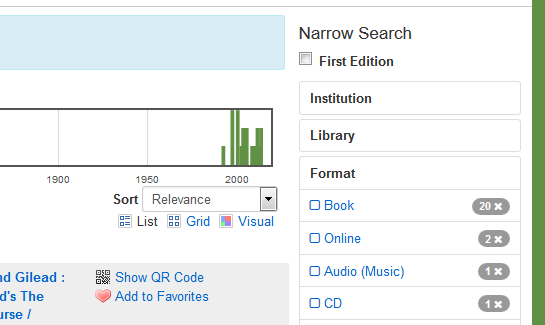 Narrow Search
First Edition
Institution
Library
1900 1950 2000
Format
Sort Relevance
List Grid Visual
Book 20 ✖
Online 2 ✖
nd Gilead :
d's The
urse /
Show QR Code
Add to Favorites
Audio (Music) 1 ✖
CD 1 ✖